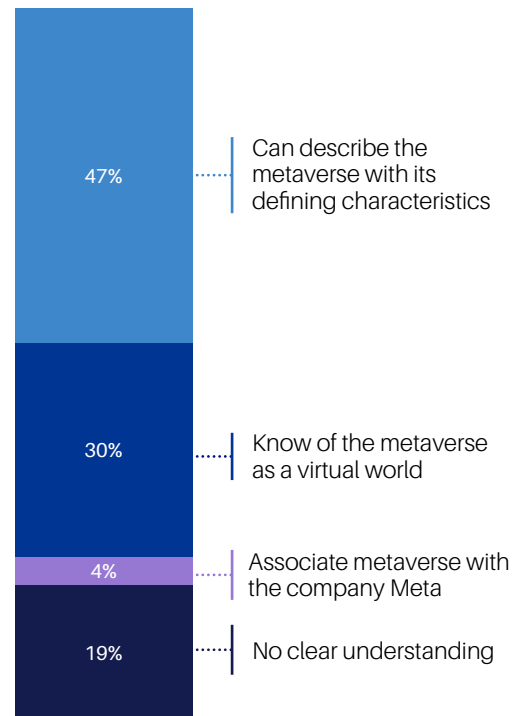 47%
Can describe the
metaverse with its
defining characteristics
30%
Know of the metaverse
as a virtual world
4%
Associate metaverse with
the company Meta
19%
No clear understanding